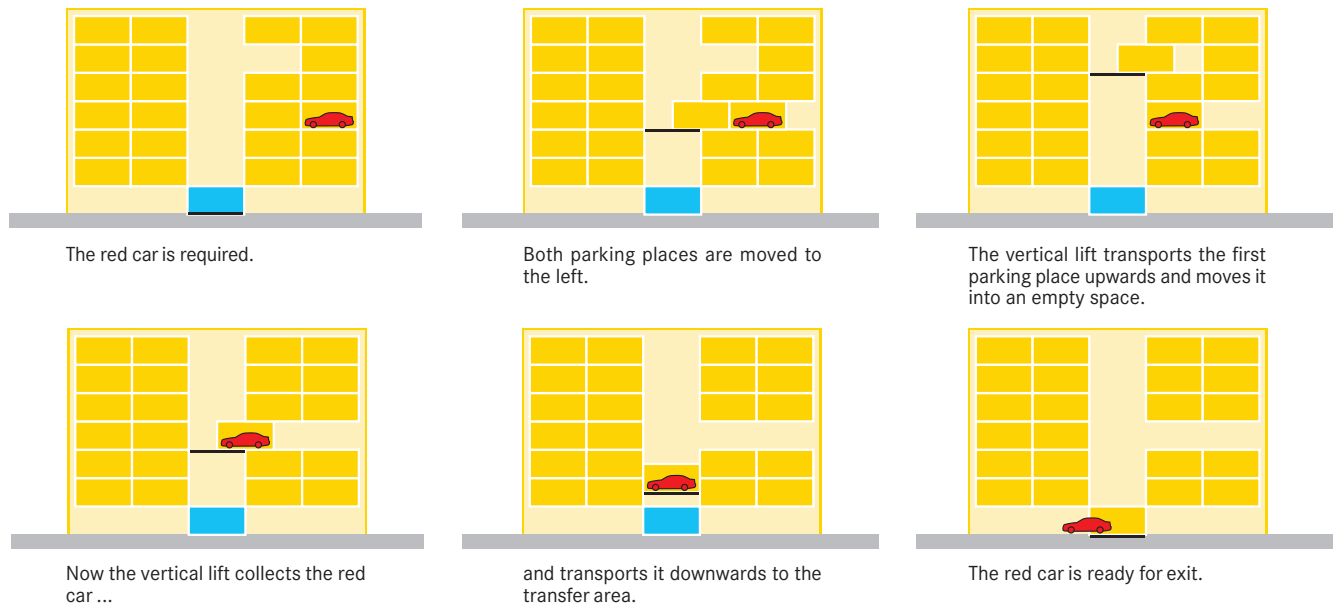 The red car is required.
Both parking places are moved to
the left.
The vertical lift transports the first
parking place upwards and moves it
into an empty space.
Now the vertical lift collects the red
car ...
and transports it downwards to the
transfer area.
The red car is ready for exit.